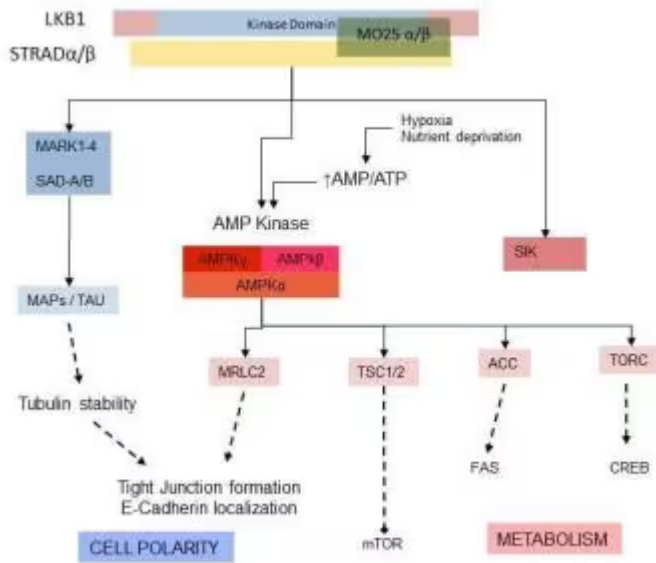 LKB1
Kinase Domain
MO25 α/β
STRADα/β
Hypoxia
Nutrient deprivation
MARK1-4
SAD-A/B
↑AMP/ATP
AMP Kinase
SIK
AMPKγ
AMPkβ
AMPKα
MAPs / TAU
MRLC2
TSC1/2
ACC
TORC
Tubulin stability
FAS
CREB
Tight Junction formation
E-Cadherin localization
mTOR
CELL POLARITY
METABOLISM